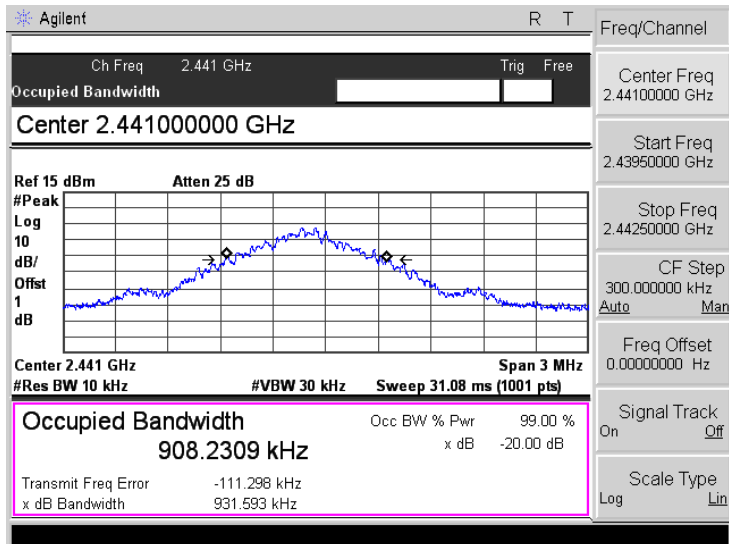 Agilent R T
Ch Freq 2.441 GHz Trig Free
Occupied Bandwidth
Center 2.441000000 GHz
Ref 15 dBm Atten 25 dB
#Peak
Log
10
dB/
Offst
1
dB
Center 2.441 GHz Span 3 MHz
#Res BW 10 kHz #VBW 30 kHz Sweep 31.08 ms (1001 pts)
Occupied Bandwidth Occ BW % Pwr 99.00 %
908.2309 kHz x dB -20.00 dB
Transmit Freq Error -111.298 kHz
x dB Bandwidth 931.593 kHz
Freq/Channel
Center Freq
2.44100000 GHz
Start Freq
2.43950000 GHz
Stop Freq
2.44250000 GHz
CF Step
300.000000 kHz
Auto Man
Freq Offset
0.00000000 Hz
Signal Track
On Off
Scale Type
Log Lin